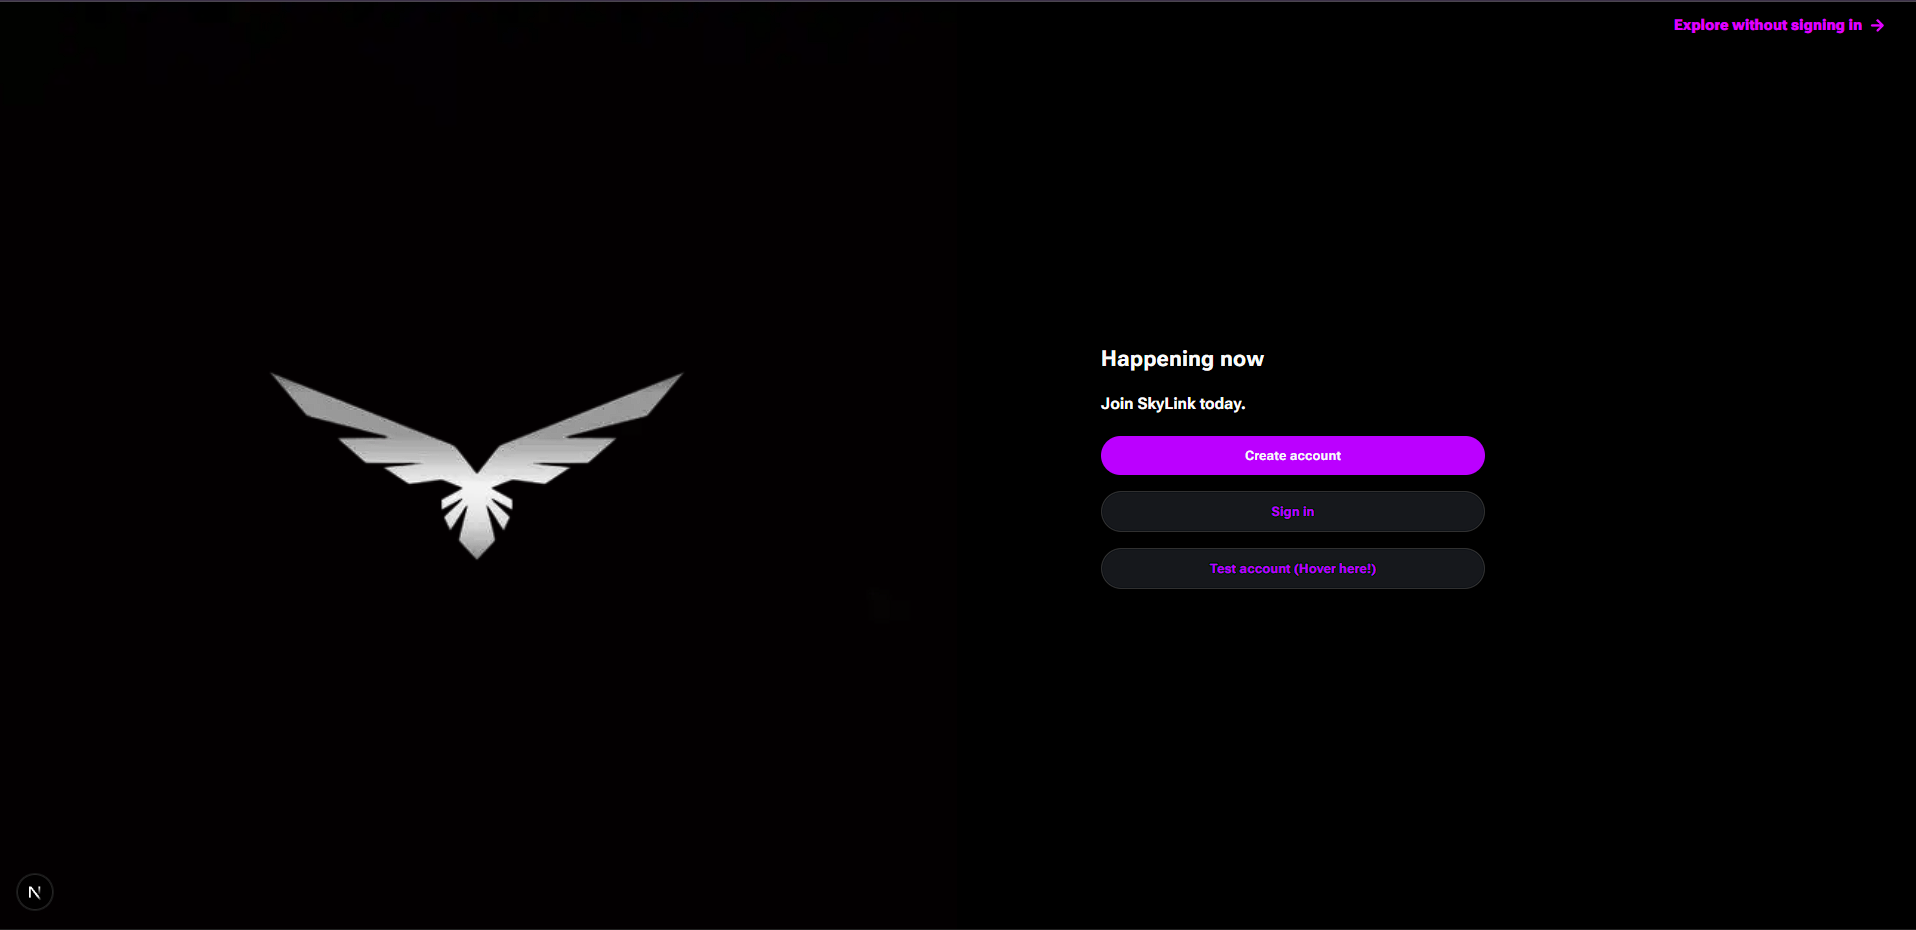 Explore without signing in
Happening now
Join SkyLink today.
Create account
Sign in
Test account (Hover here!)
N